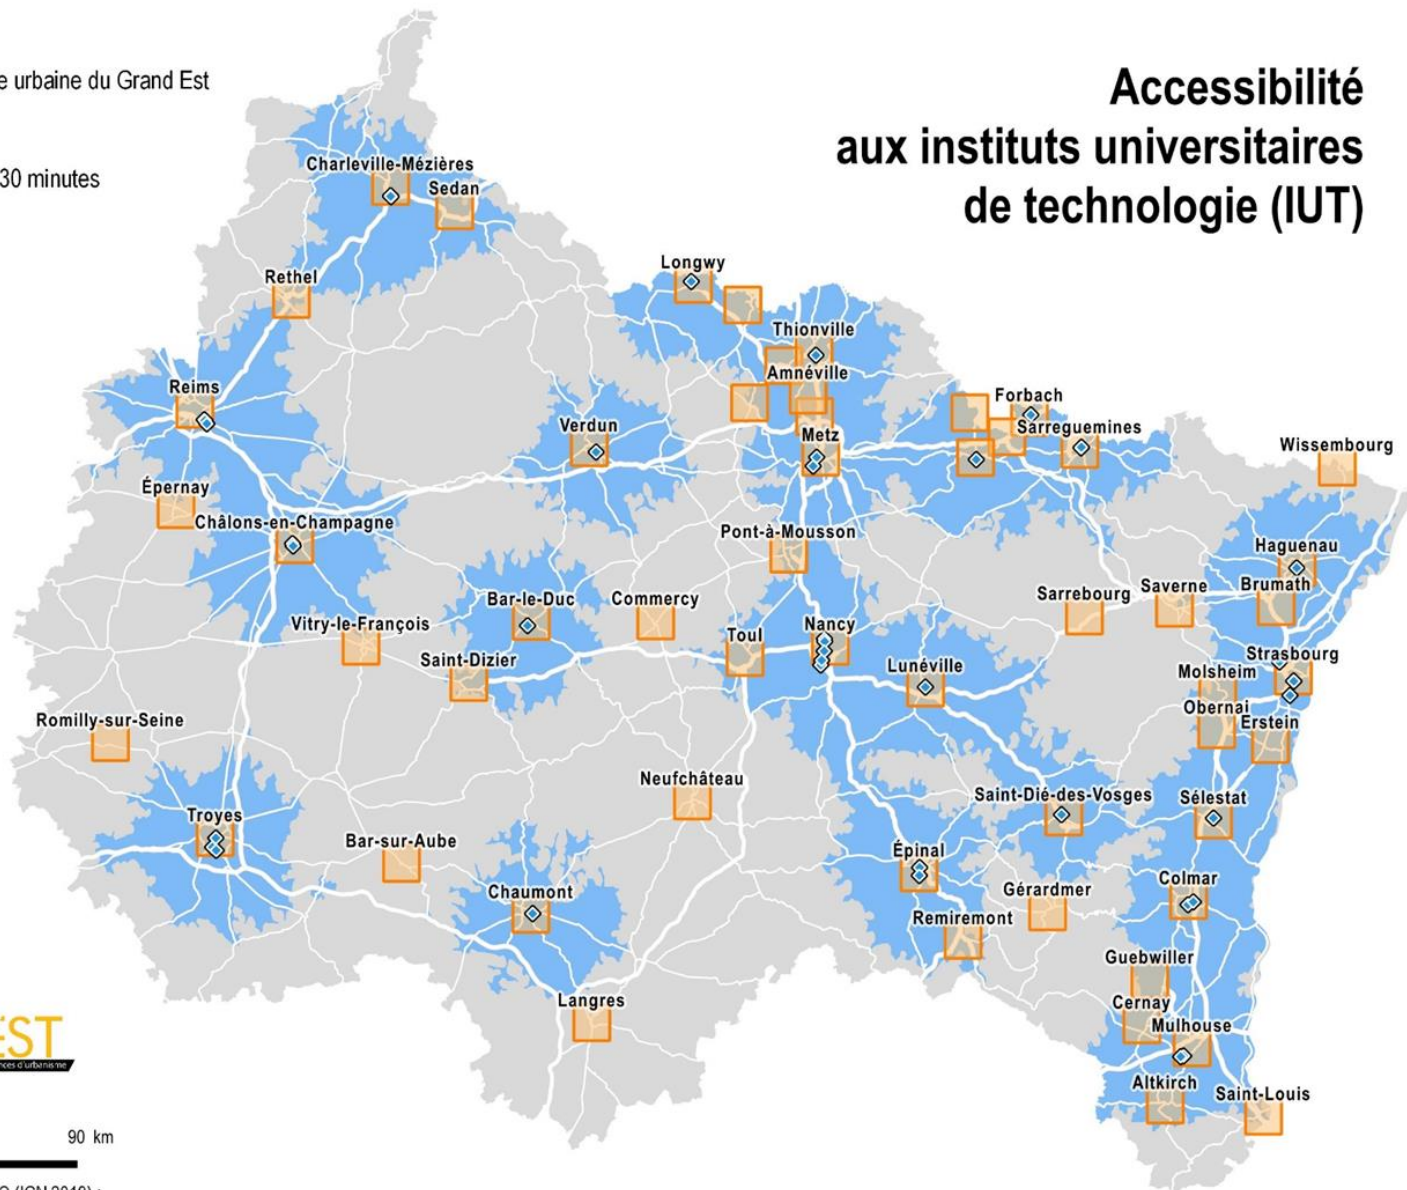 e urbaine du Grand Est
30 minutes
Accessibilité
aux instituts universitaires
de technologie (IUT)
Charleville-Mézières
Sedan
Longwy
Rethel
Thionville
Amnéville
Reims
Forbach
Sarreguemines
Verdun
Metz
Wissembourg
Épernay
Châlons-en-Champagne
Pont-à-Mousson
Haguenau
Brumath
Saverne
Sarrebourg
Bar-le-Duc
Commercy
Vitry-le-François
Nancy
Toul
Saint-Dizier
Lunéville
Strasbourg
Molsheim
Obernai
Erstein
Romilly-sur-Seine
Neufchâteau
Saint-Dié-des-Vosges
Sélestat
Troyes
Bar-sur-Aube
Épinal
Colmar
Chaumont
Gérardmer
Remiremont
Guebwiller
Langres
Cernay
Mulhouse
EST
nces d'urbanisme
Altkirch
Saint-Louis
90 km